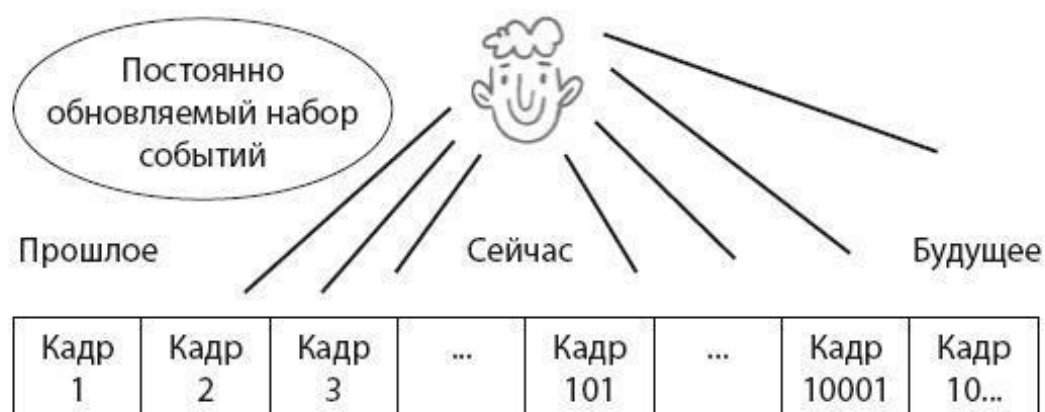 Постоянно
обновляемый набор
событий
Прошлое
Сейчас
Будущее
Кадр 1
Кадр 2
Кадр 3
...
Кадр 101
...
Кадр 10001
Кадр 10...